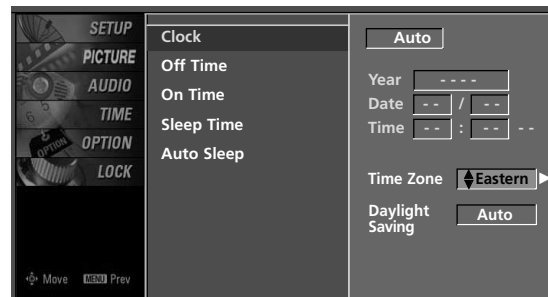 SETUP
PICTURE
AUDIO
TIME
OPTION
LOCK
Move MENU Prev
Clock
Off Time
On Time
Sleep Time
Auto Sleep
Auto
Year - - - -
Date - - / - -
Time - - : - - - -
Time Zone Eastern
Daylight
Saving
Auto